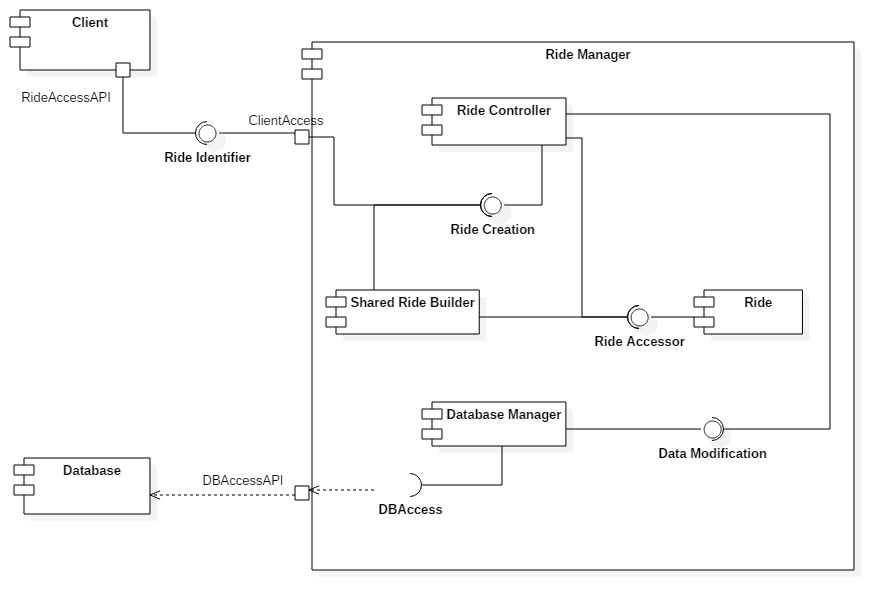 Client
Ride Manager
RideAccessAPI
Ride Controller
ClientAccess
Ride Identifier
Ride Creation
Shared Ride Builder
Ride
Ride Accessor
Database Manager
Data Modification
Database
DBAccessAPI
DBAccess